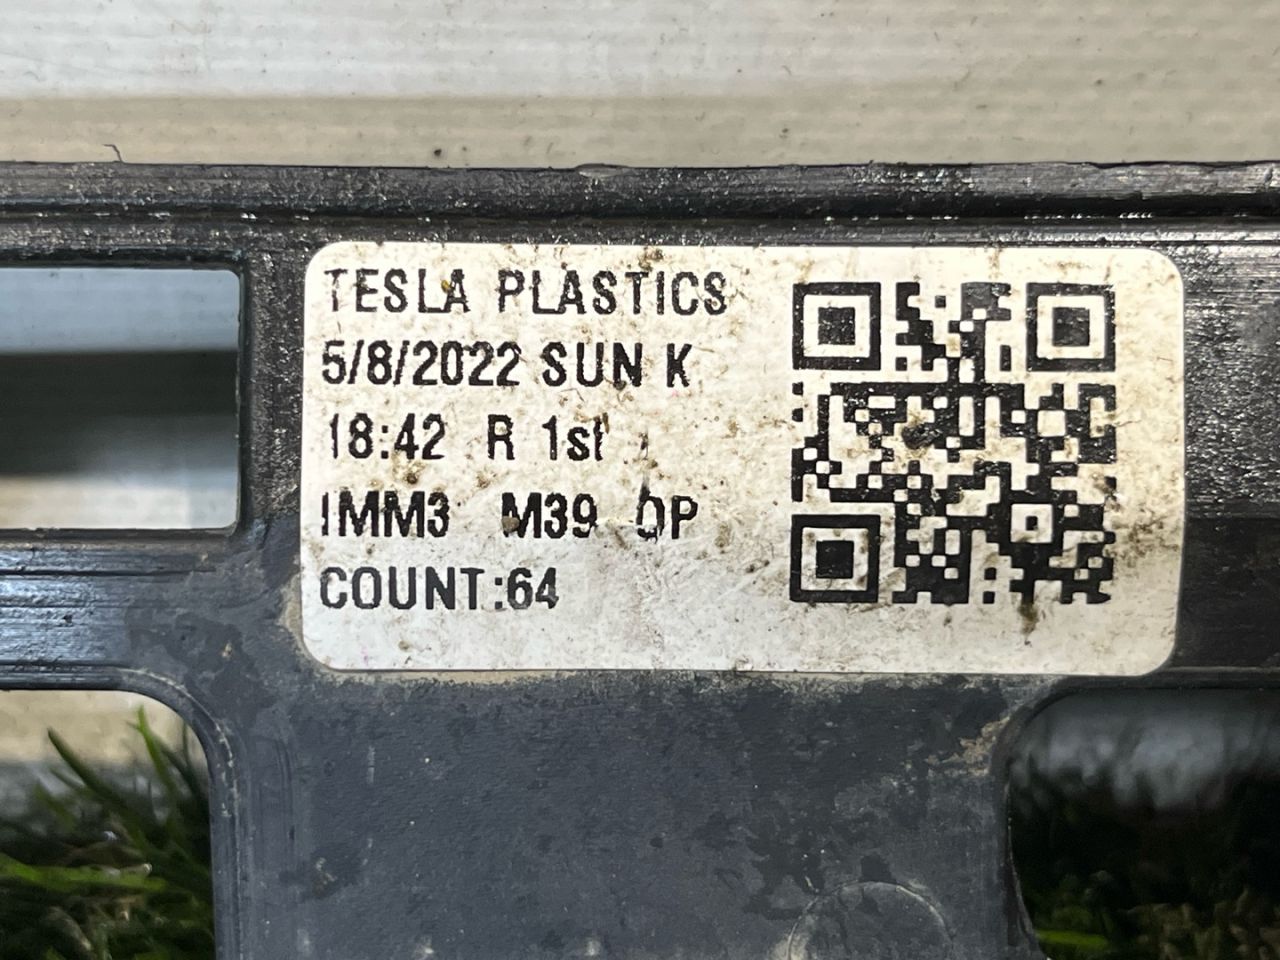 TESLA PLASTICS
5/8/2022 SUN K
18:42 R 1st
IMM3 M39 OP
COUNT:64